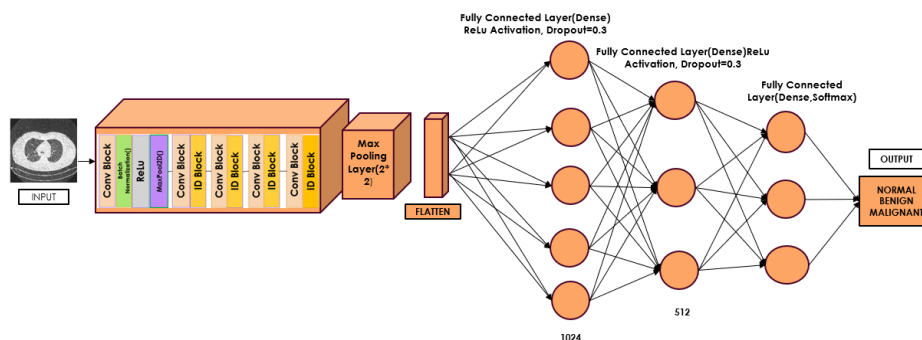 Fully Connected Layer(Dense)
ReLu Activation, Dropout=0.3
Fully Connected Layer(Dense)ReLu
Activation, Dropout=0.3
Fully Connected
Layer(Dense,Softmax)
INPUT
Conv Block
Batch
Normalization()
ReLu
MaxPool2D()
Conv Block
ID Block
Conv Block
ID Block
Conv Block
ID Block
Conv Block
ID Block
Max
Pooling
Layer(2*
2)
FLATTEN
OUTPUT
NORMAL
BENIGN
MALIGNANT
1024
512